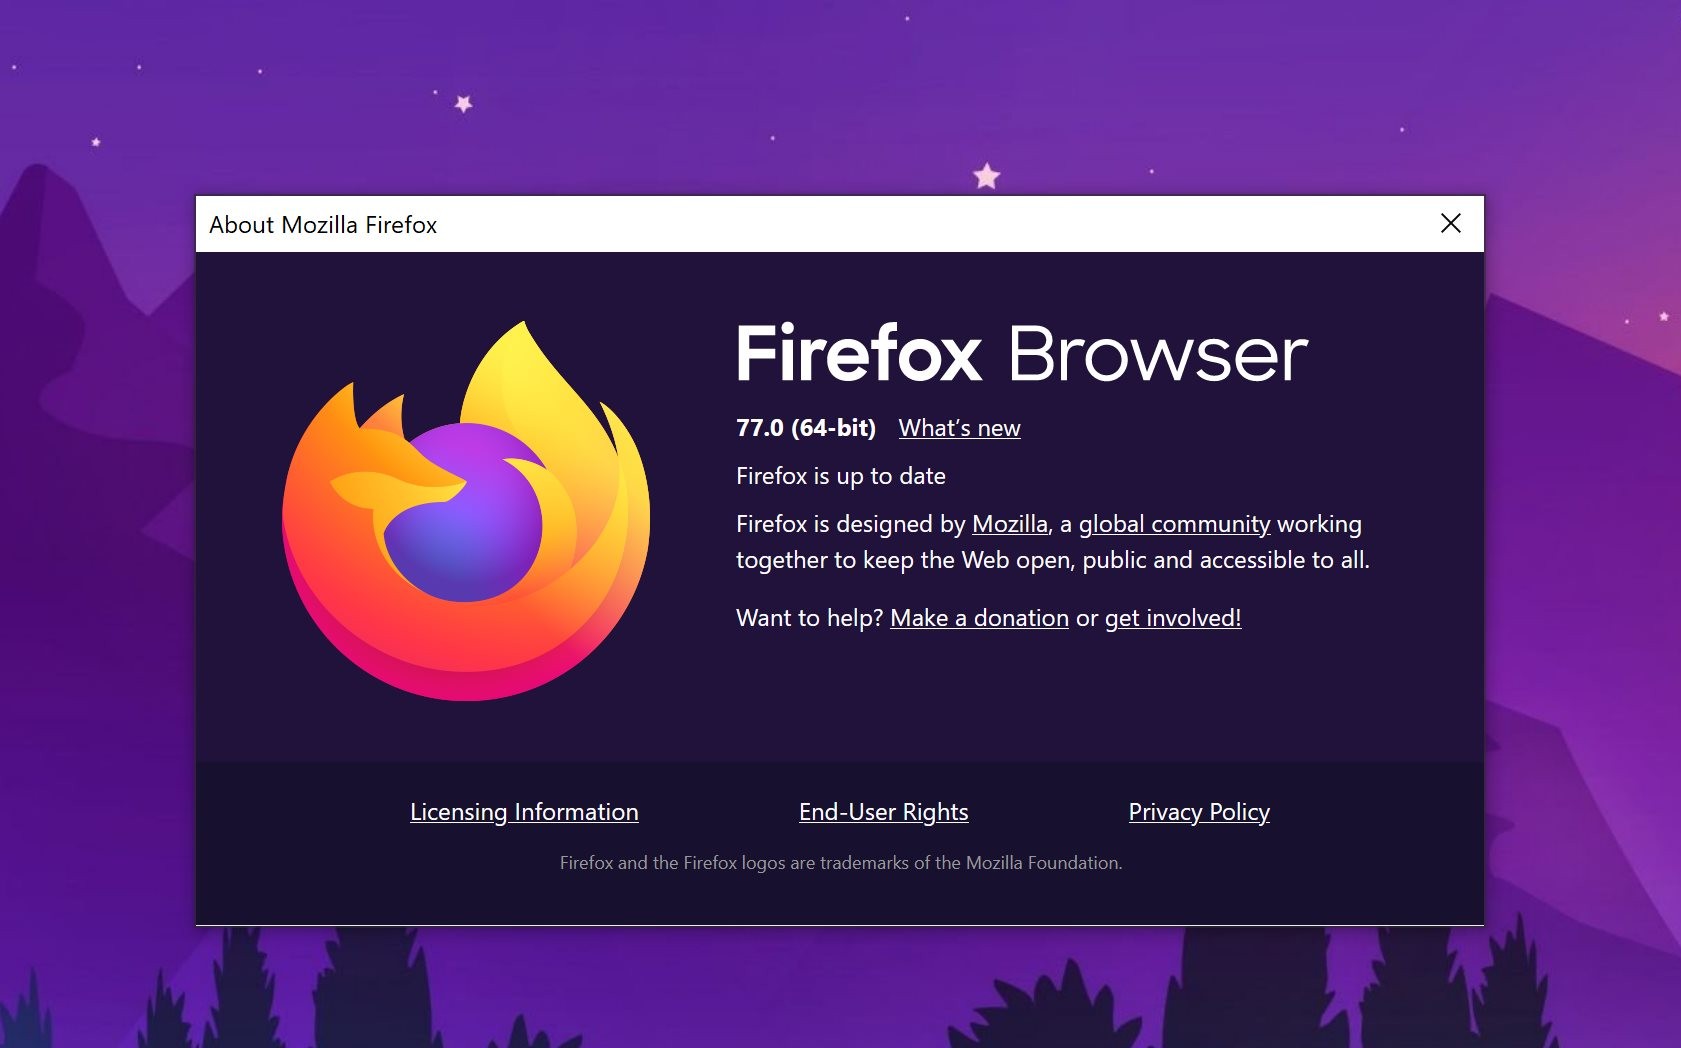 About Mozilla Firefox
Firefox Browser
77.0 (64-bit) What’s new
Firefox is up to date
Firefox is designed by Mozilla, a global community working
together to keep the Web open, public and accessible to all.
Want to help? Make a donation or get involved!
Licensing Information End-User Rights Privacy Policy
Firefox and the Firefox logos are trademarks of the Mozilla Foundation.